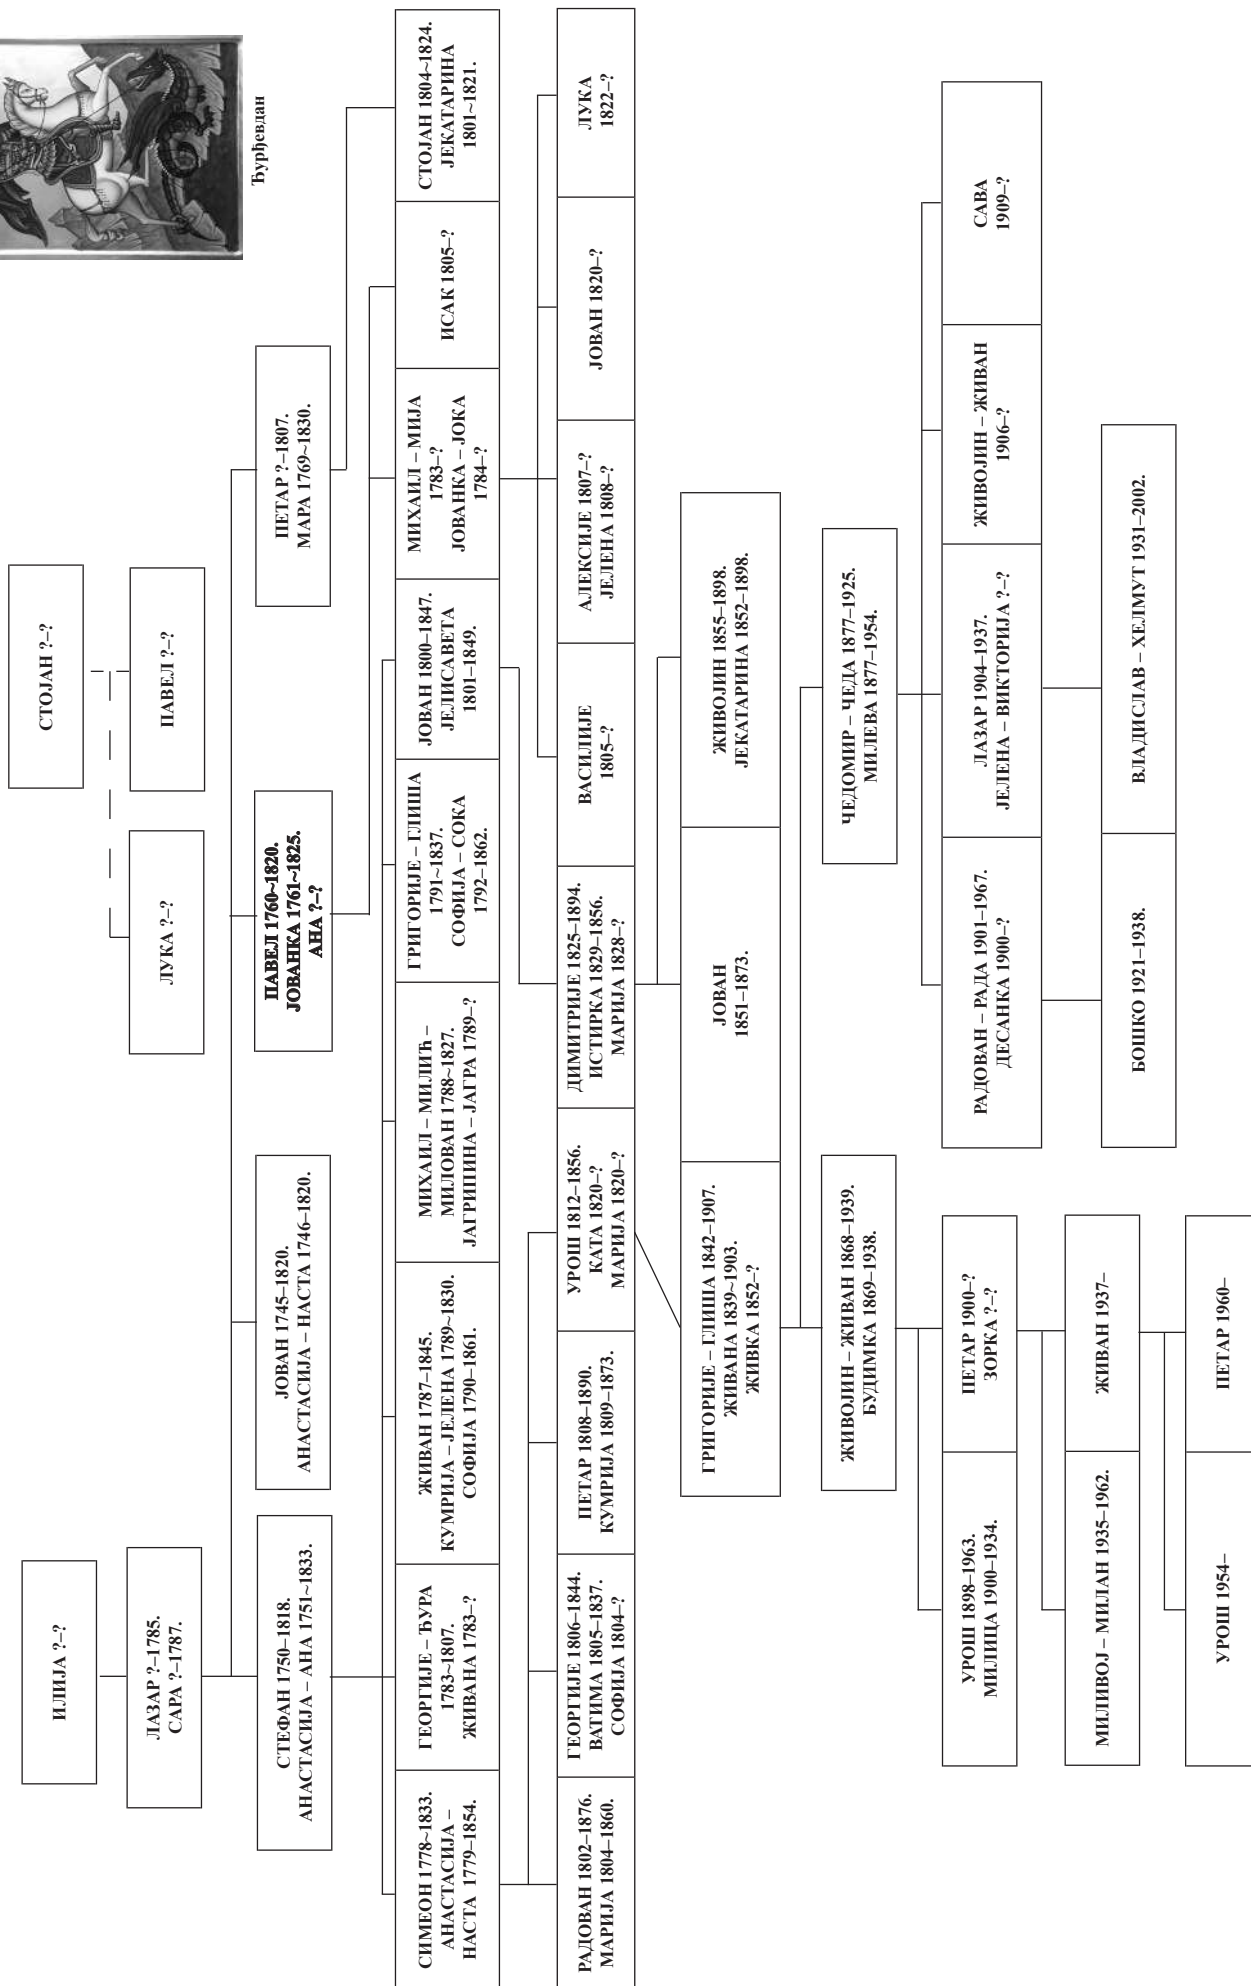 Ђурђевдан
ИЛИЈА ?–?
СТОЈАН ?–?
ЛАЗАР ?–1785.
САРА ?–1787.
ЛУКА ?–?
ПАВЕЛ ?–?
СТЕФАН 1750–1818.
АНАСТАСИЈА – АНА 1751~1833.
ЈОВАН 1745–1820.
АНАСТАСИЈА – НАСТА 1746–1820.
ПАВЕЛ 1760~1820.
ЈОВАНКА 1761~1825.
АНА ?–?
ПЕТАР ?–1807.
МАРА 1769~1830.
СИМЕОН 1778~1833.
АНАСТАСИЈА –
НАСТА 1779–1854.
ГЕОРГИЈЕ – ЂУРА
1783~1807.
ЖИВАНА 1783–?
ЖИВАН 1787–1845.
КУМРИЈА – ЈЕЛЕНА 1789~1830.
СОФИЈА 1790–1861.
МИХАИЛ – МИЛИЋ –
МИЛОВАН 1788~1827.
ЈАГРИПИНА – ЈАГРА 1789–?
ГРИГОРИЈЕ – ГЛИША
1791~1837.
СОФИЈА – СОКА
1792–1862.
ЈОВАН 1800–1847.
ЈЕЛИСАВЕТА
1801–1849.
МИХАИЛ – МИЈА
1783–?
ЈОВАНКА – ЈОКА
1784–?
ИСАК 1805–?
СТОЈАН 1804~1824.
ЈЕКАТАРИНА
1801~1821.
РАДОВАН 1802–1876.
МАРИЈА 1804–1860.
ГЕОРГИЈЕ 1806–1844.
ВАТИМА 1805–1837.
СОФИЈА 1804–?
ПЕТАР 1808–1890.
КУМРИЈА 1809–1873.
УРОШ 1812–1856.
КАТА 1820–?
МАРИЈА 1820–?
ДИМИТРИЈЕ 1825–1894.
ИСТИРКА 1829–1856.
МАРИЈА 1828–?
ВАСИЛИЈЕ
1805–?
АЛЕКСИЈЕ 1807–?
ЈЕЛЕНА 1808–?
ЈОВАН 1820–?
ЛУКА
1822–?
ГРИГОРИЈЕ – ГЛИША 1842–1907.
ЖИВАНА 1839~1903.
ЖИВКА 1852–?
ЈОВАН
1851–1873.
ЖИВОЈИН 1855–1898.
ЈЕКАТАРИНА 1852–1898.
ЖИВОЈИН – ЖИВАН 1868–1939.
БУДИМКА 1869–1938.
ЧЕДОМИР – ЧЕДА 1877–1925.
МИЛЕВА 1877–1954.
УРОШ 1898–1963.
МИЛИЦА 1900–1934.
ПЕТАР 1900–?
ЗОРКА ?–?
РАДОВАН – РАДА 1901–1967.
ДЕСАНКА 1900–?
ЛАЗАР 1904–1937.
ЈЕЛЕНА – ВИКТОРИЈА ?–?
ЖИВОЈИН – ЖИВАН
1906–?
САВА
1909–?
МИЛИВОЈ – МИЛАН 1935–1962.
ЖИВАН 1937–
БОШКО 1921–1938.
ВЛАДИСЛАВ – ХЕЛМУТ 1931–2002.
УРОШ 1954–
ПЕТАР 1960–